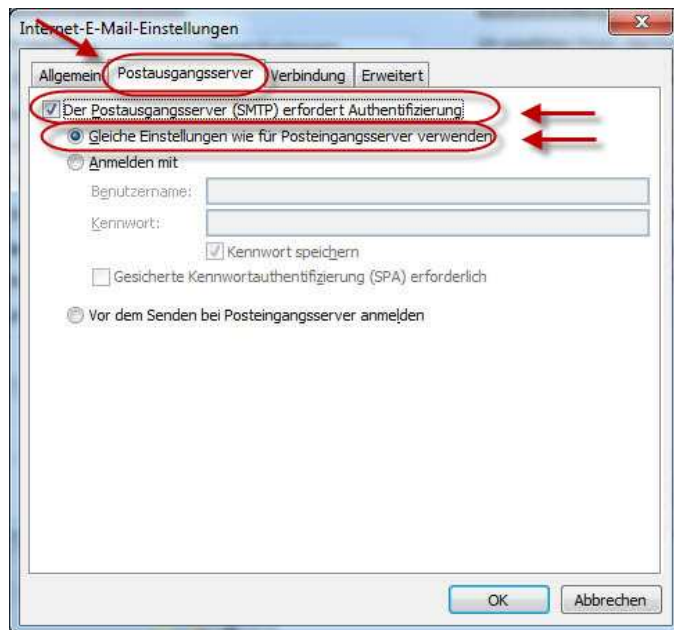 Internet-E-Mail-Einstellungen
Allgemein Postausgangsserver Verbindung Erweitert
Der Postausgangsserver (SMTP) erfordert Authentifizierung
Gleiche Einstellungen wie für Posteingangsserver verwenden
Anmelden mit
Benutzername:
Kennwort:
Kennwort speichern
Gesicherte Kennwortauthentifizierung (SPA) erforderlich
Vor dem Senden bei Posteingangsserver anmelden
OK Abbrechen